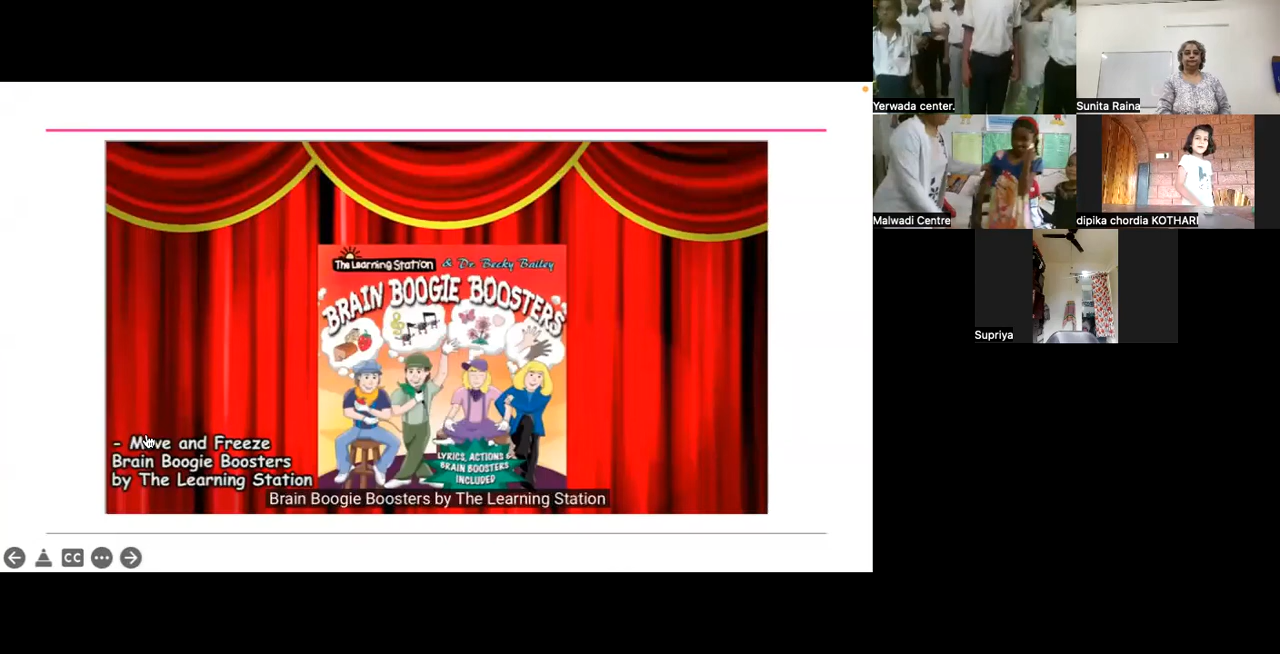 The Learning Station & Dr. Becky Bailey
BRAIN BOOGIE BOOSTERS
LYRICS, ACTIONS &
BRAIN BOOSTERS
INCLUDED
- Move and Freeze
Brain Boogie Boosters
by The Learning Station
Brain Boogie Boosters by The Learning Station
CC
Yerwada center.
Sunita Raina
Malwadi Centre
dipika chordia KOTHARI
Supriya